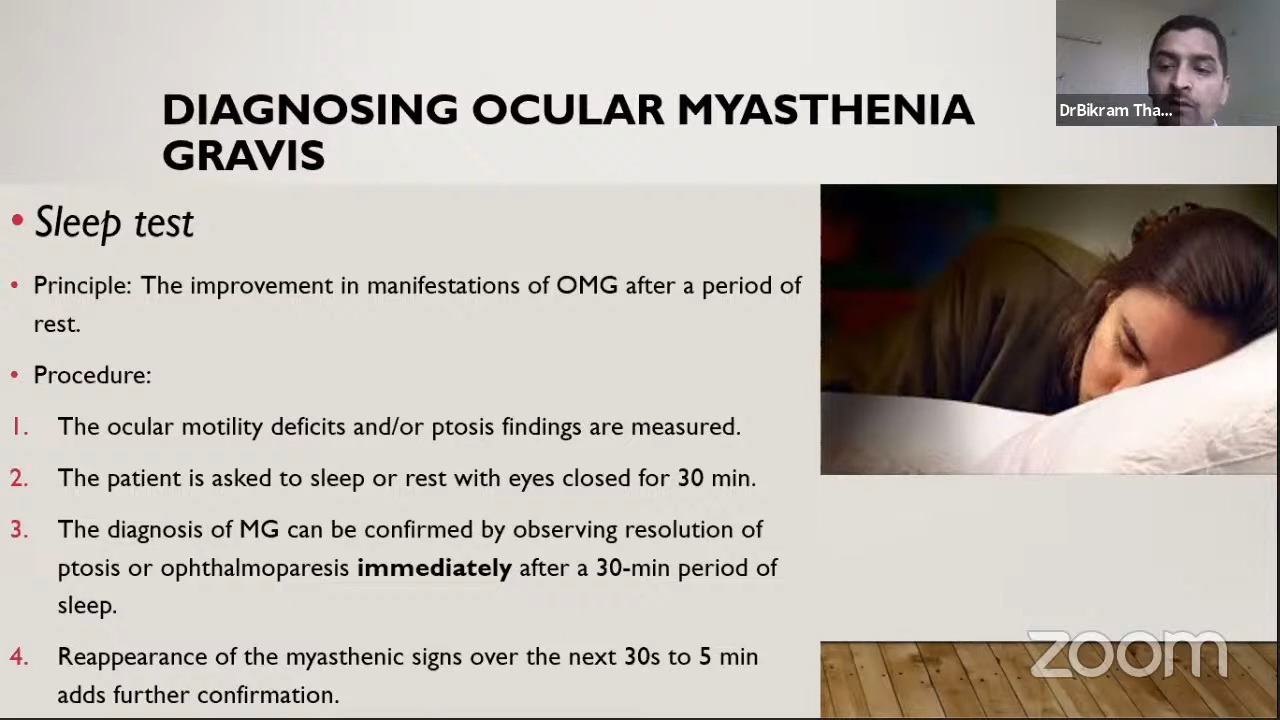 DIAGNOSING OCULAR MYASTHENIA
GRAVIS
DrBikram Tha...
• Sleep test
• Principle: The improvement in manifestations of OMG after a period of
rest.
• Procedure:
1. The ocular motility deficits and/or ptosis findings are measured.
2. The patient is asked to sleep or rest with eyes closed for 30 min.
3. The diagnosis of MG can be confirmed by observing resolution of
ptosis or ophthalmoparesis immediately after a 30-min period of
sleep.
4. Reappearance of the myasthenic signs over the next 30s to 5 min
adds further confirmation.
zoom